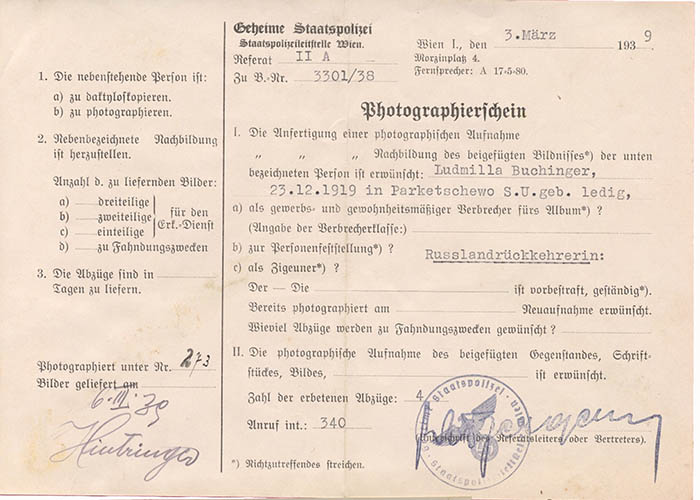 Geheime Staatspolizei
Staatspolizeileitstelle Wien.
Referat II A
Zu B.-Nr. 3301/38
Wien I., den 3. März 193 9
Morzinplatz 4.
Fernsprecher: A 17-5-80.
1. Die nebenstehende Person ist:
a) zu daktyloskopieren.
b) zu photographieren.
2. Nebenbezeichnete Nachbildung
ist herzustellen.
Anzahl d. zu liefernden Bilder:
a) dreiteilige
b) zweiteilige
c) einteilige
für den
Erk.-Dienst
d) zu Fahndungszwecken
3. Die Abzüge sind in
Tagen zu liefern.
Photographiert unter Nr. 273
Bilder geliefert am
6. III. 39
Hintringer
Photographierschein
I. Die Anfertigung einer photographischen Aufnahme
„ „ „ Nachbildung des beigefügten Bildnisses*) der unten
bezeichneten Person ist erwünscht: Ludmilla Buchinger,
23.12.1919 in Parketschewo S.U.geb. ledig,
a) als gewerbs- und gewohnheitsmäßiger Verbrecher fürs Album*) ?
(Angabe der Verbrecherklasse:)
b) zur Personenfeststellung*) ? Russlandrückkehrerin:
c) als Zigeuner*) ?
Der — Die ist vorbestraft, geständig*).
Bereits photographiert am Neuaufnahme erwünscht.
Wieviel Abzüge werden zu Fahndungszwecken gewünscht ?
II. Die photographische Aufnahme des beigefügten Gegenstandes, Schrift-
stückes, Bildes, ist erwünscht.
Zahl der erbetenen Abzüge: 4
Anruf int.: 340
(Unterschrift des Referatsleiters oder Vertreters).
*) Nichtzutreffendes streichen.
Geheime Staatspolizei